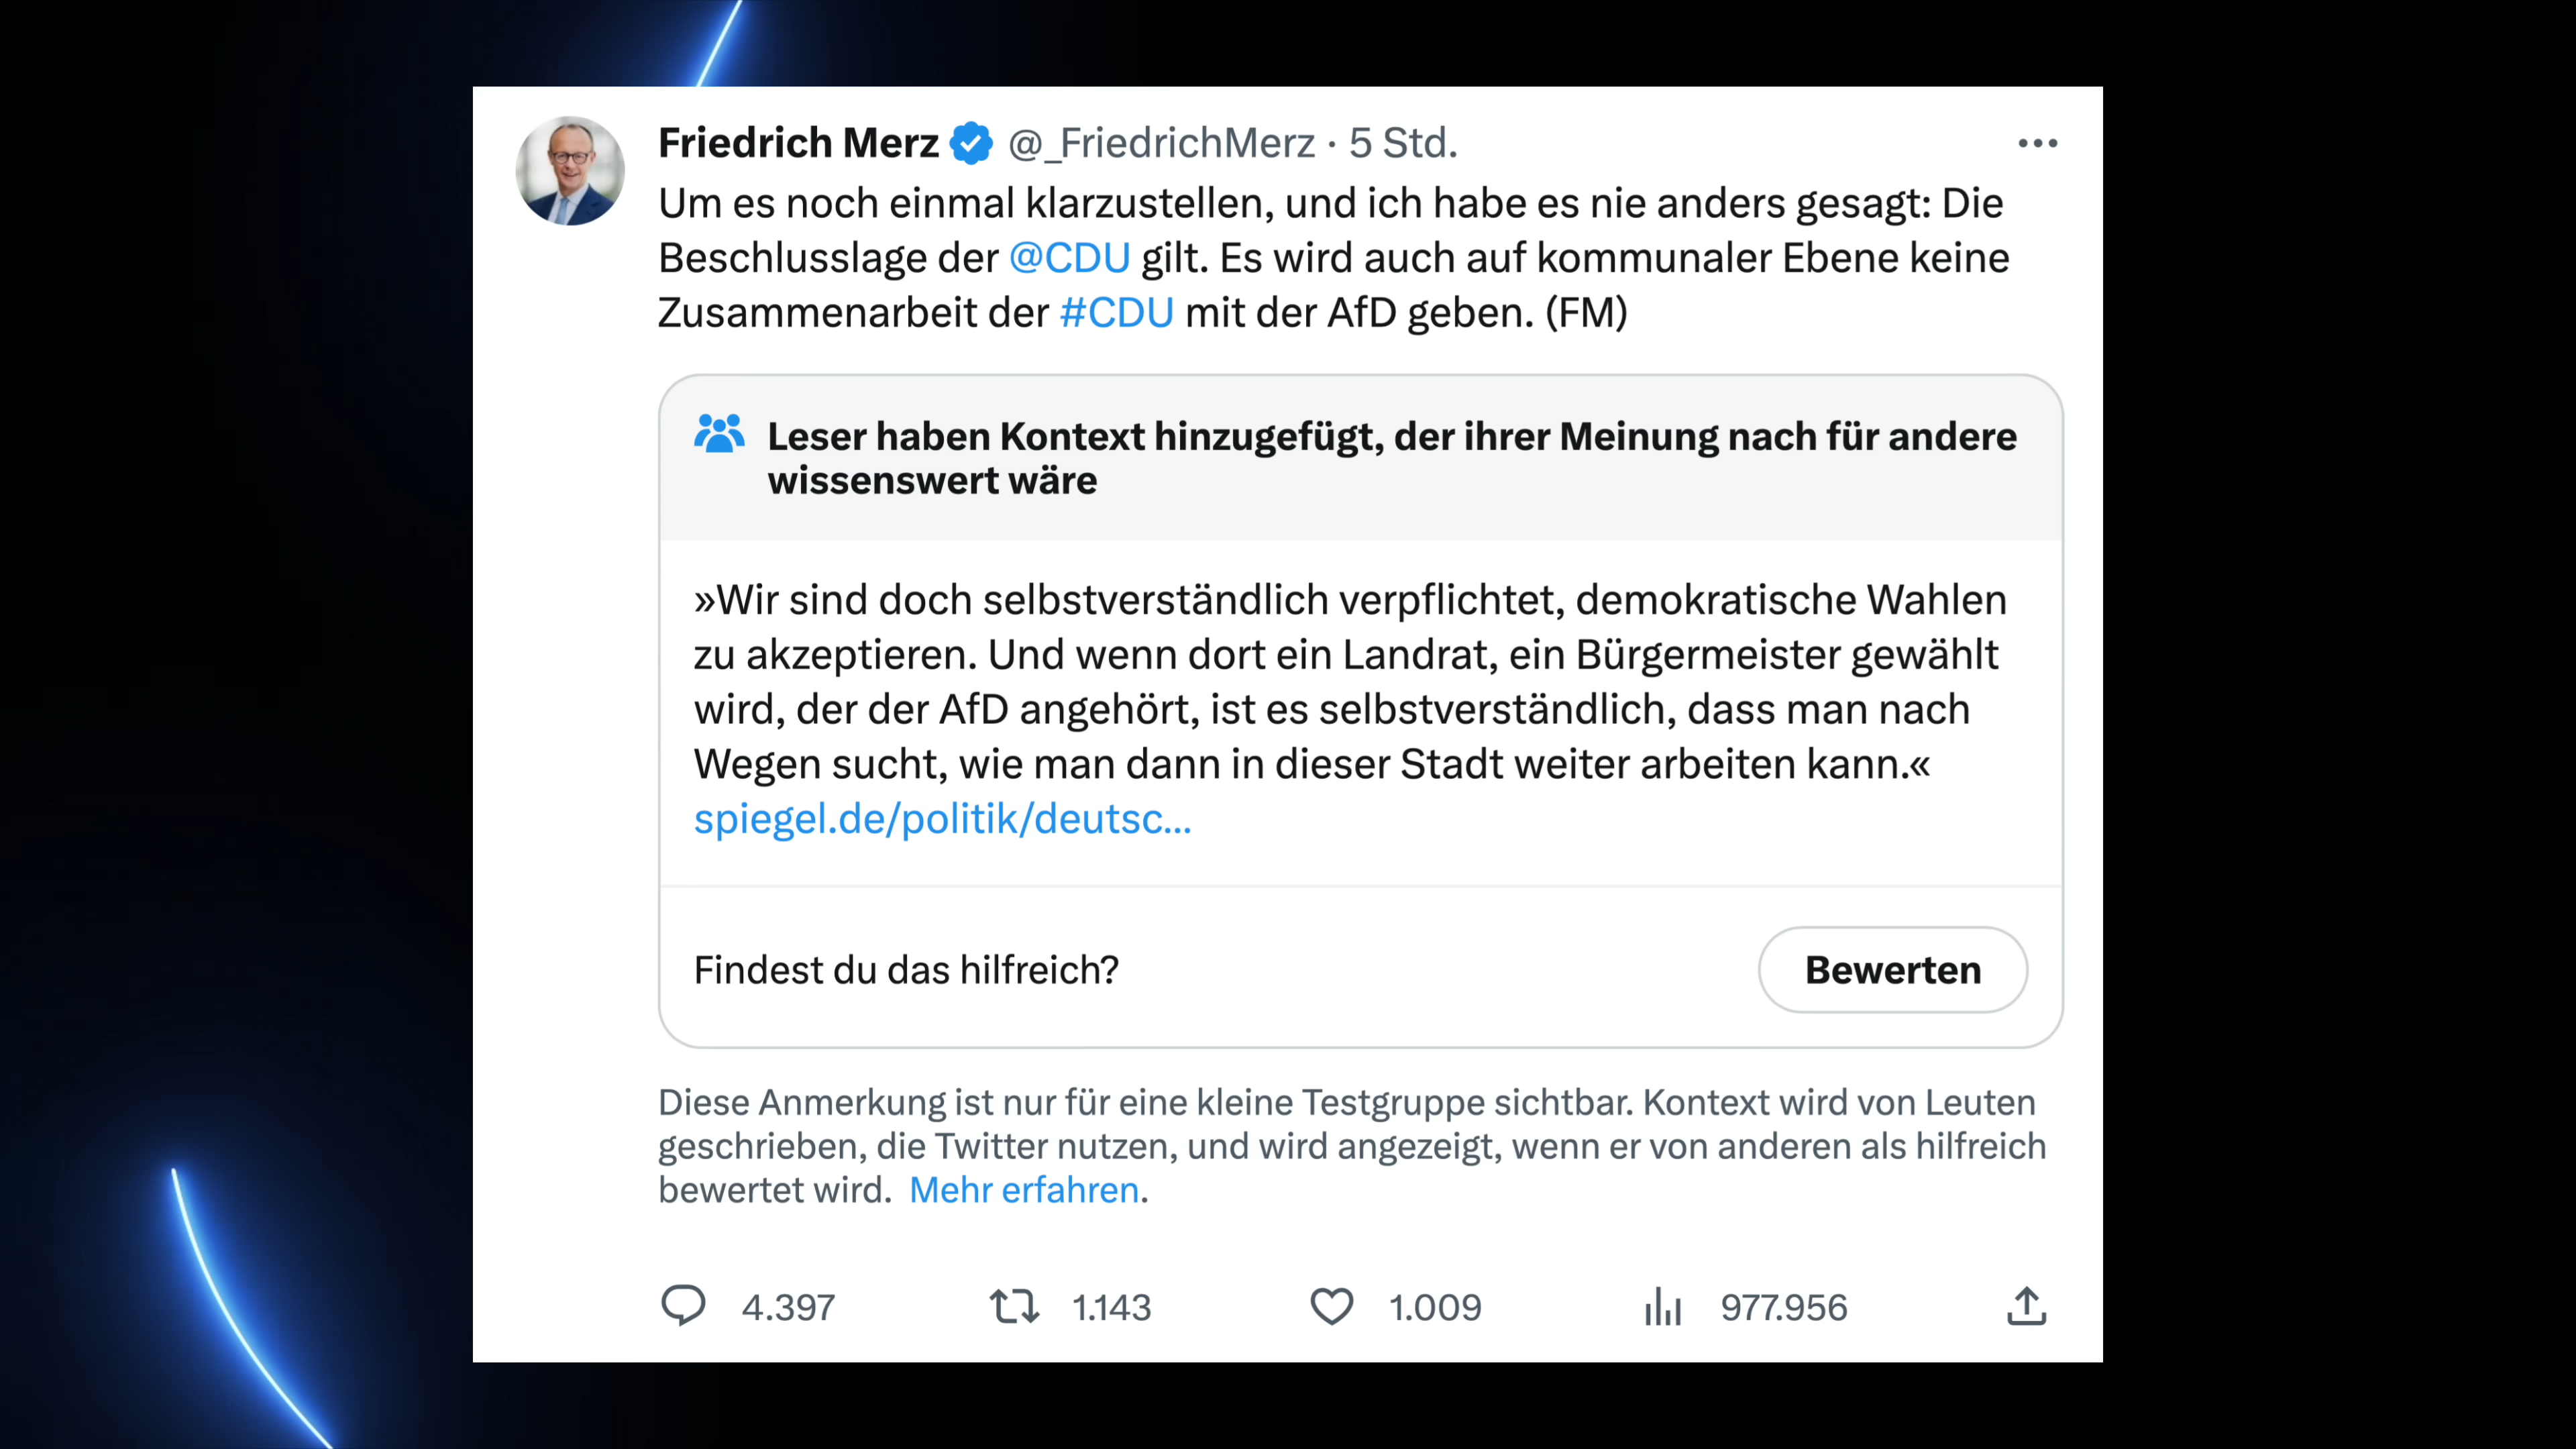 Friedrich Merz @_FriedrichMerz · 5 Std.
Um es noch einmal klarzustellen, und ich habe es nie anders gesagt: Die
Beschlusslage der @CDU gilt. Es wird auch auf kommunaler Ebene keine
Zusammenarbeit der #CDU mit der AfD geben. (FM)
Leser haben Kontext hinzugefügt, der ihrer Meinung nach für andere
wissenswert wäre
»Wir sind doch selbstverständlich verpflichtet, demokratische Wahlen
zu akzeptieren. Und wenn dort ein Landrat, ein Bürgermeister gewählt
wird, der der AfD angehört, ist es selbstverständlich, dass man nach
Wegen sucht, wie man dann in dieser Stadt weiter arbeiten kann.«
spiegel.de/politik/deutsc...
Findest du das hilfreich?
Bewerten
Diese Anmerkung ist nur für eine kleine Testgruppe sichtbar. Kontext wird von Leuten
geschrieben, die Twitter nutzen, und wird angezeigt, wenn er von anderen als hilfreich
bewertet wird. Mehr erfahren.
4.397 1.143 1.009 977.956